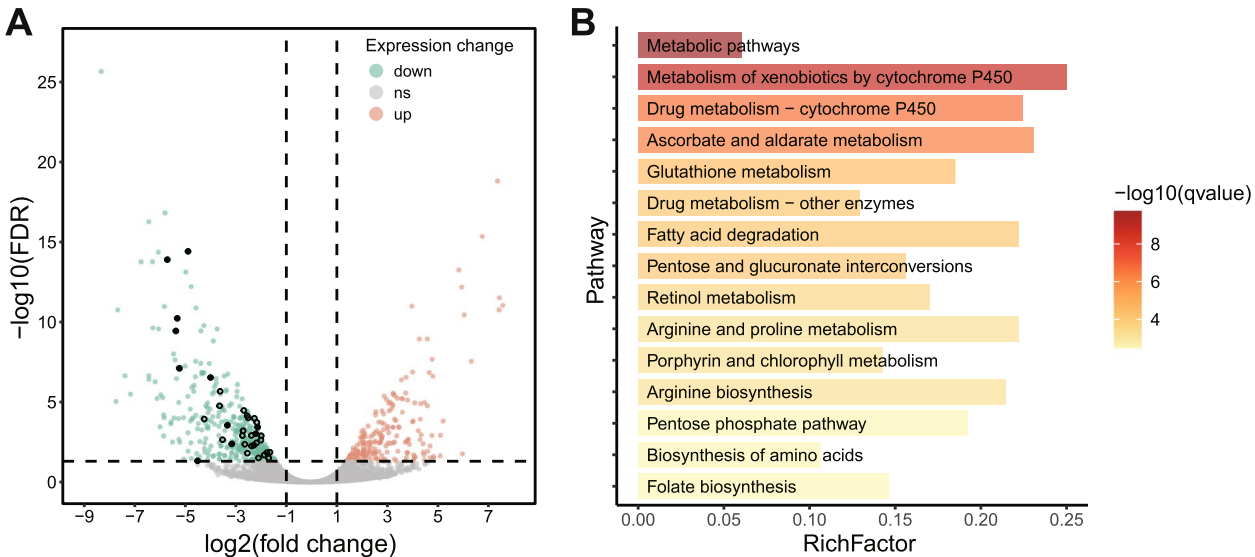 A
Expression change
down
ns
up
25
20
15
10
5
0
−log10(FDR)
−9
−7
−5
−3
−1
1
3
5
7
log2(fold change)
B
Metabolic pathways
Metabolism of xenobiotics by cytochrome P450
Drug metabolism − cytochrome P450
Ascorbate and aldarate metabolism
Glutathione metabolism
Drug metabolism − other enzymes
Fatty acid degradation
Pentose and glucuronate interconversions
Retinol metabolism
Arginine and proline metabolism
Porphyrin and chlorophyll metabolism
Arginine biosynthesis
Pentose phosphate pathway
Biosynthesis of amino acids
Folate biosynthesis
Pathway
0.00
0.05
0.10
0.15
0.20
0.25
RichFactor
−log10(qvalue)
8
6
4